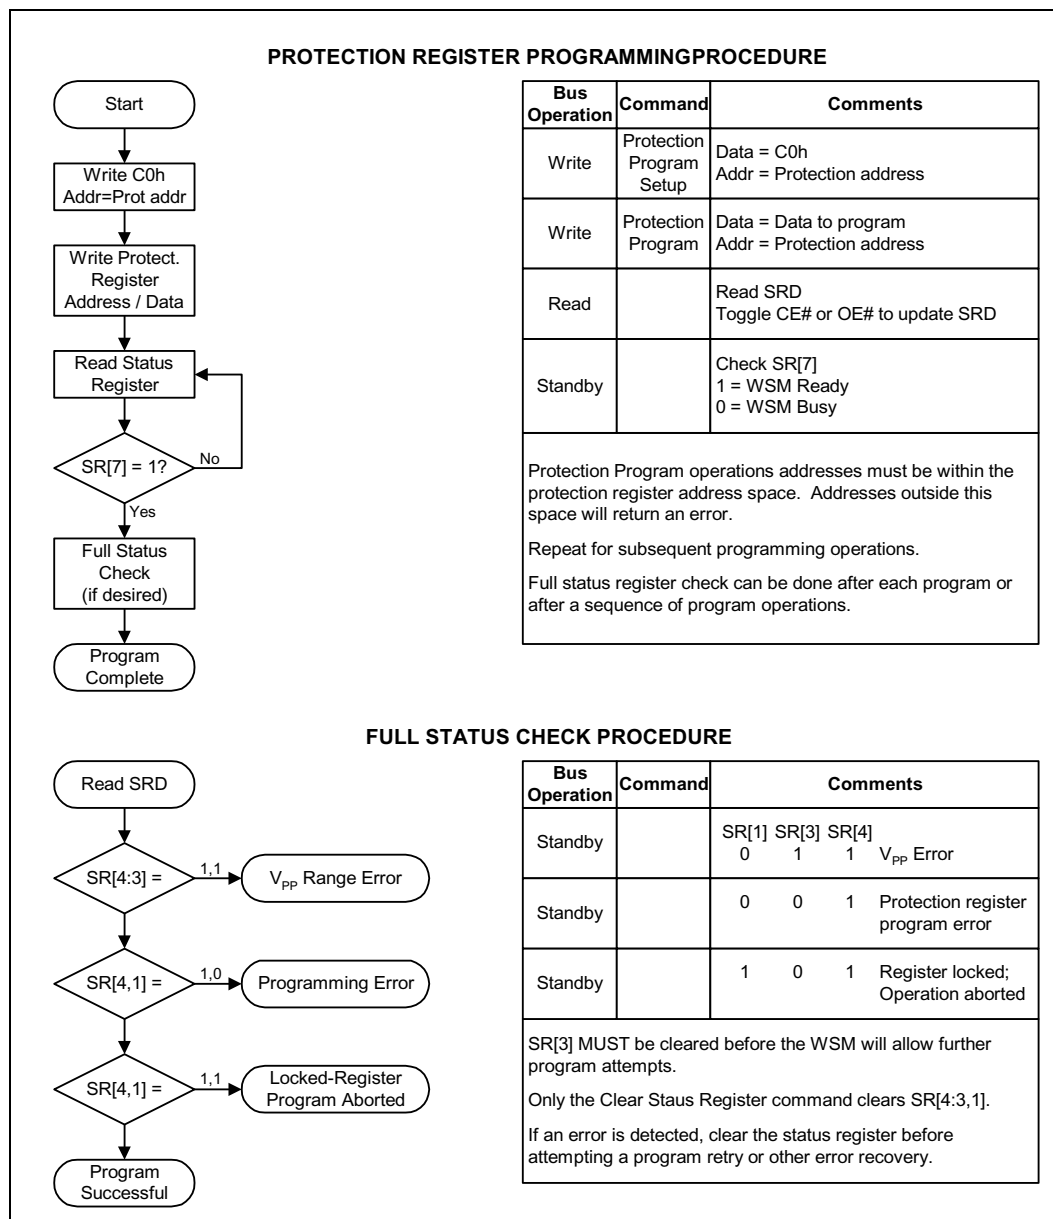 PROTECTION REGISTER PROGRAMMINGPROCEDURE
Start
Write C0h
Addr=Prot addr
Write Protect.
Register
Address / Data
Read Status
Register
SR[7] = 1?
No
Yes
Full Status
Check
(if desired)
Program
Complete
Bus
Operation
Command
Comments
Write
Protection
Program
Setup
Data = C0h
Addr = Protection address
Write
Protection
Program
Data = Data to program
Addr = Protection address
Read
Read SRD
Toggle CE# or OE# to update SRD
Standby
Check SR[7]
1 = WSM Ready
0 = WSM Busy
Protection Program operations addresses must be within the
protection register address space. Addresses outside this
space will return an error.
Repeat for subsequent programming operations.
Full status register check can be done after each program or
after a sequence of program operations.
FULL STATUS CHECK PROCEDURE
Read SRD
SR[4:3] =
1,1
VPP Range Error
SR[4,1] =
1,0
Programming Error
SR[4,1] =
1,1
Locked-Register
Program Aborted
Program
Successful
Bus
Operation
Command
Comments
Standby
SR[1] SR[3] SR[4]
0 1 1 VPP Error
Standby
0 0 1 Protection register
program error
Standby
1 0 1 Register locked;
Operation aborted
SR[3] MUST be cleared before the WSM will allow further
program attempts.
Only the Clear Staus Register command clears SR[4:3,1].
If an error is detected, clear the status register before
attempting a program retry or other error recovery.